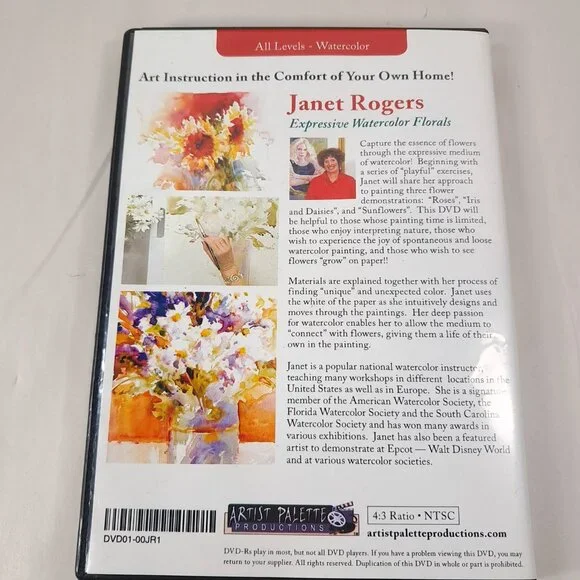 All Levels - Watercolor
Art Instruction in the Comfort of Your Own Home!
Janet Rogers
Expressive Watercolor Florals
Capture the essence of flowers
through the expressive medium
of watercolor! Beginning with
a series of "playful" exercises,
Janet will share her approach
to painting three flower
demonstrations: "Roses", "Iris
and Daisies", and "Sunflowers". This DVD will
be helpful to those whose painting time is limited,
those who enjoy interpreting nature, those who
wish to experience the joy of spontaneous and loose
watercolor painting, and those who wish to see
flowers "grow" on paper!!
Materials are explained together with her process of
finding "unique" and unexpected color. Janet uses
the white of the paper as she intuitively designs and
moves through the paintings. Her deep passion
for watercolor enables her to allow the medium to
"connect" with flowers, giving them a life of their
own in the painting.
Janet is a popular national watercolor instructor,
teaching many workshops in different locations in the
United States as well as in Europe. She is a signature
member of the American Watercolor Society, the
Florida Watercolor Society and the South Carolina
Watercolor Society and has won many awards in
various exhibitions. Janet has also been a featured
artist to demonstrate at Epcot — Walt Disney World
and at various watercolor societies.
DVD01-00JR1
ARTIST PALETTE
PRODUCTIONS
4:3 Ratio • NTSC
artistpaletteproductions.com
DVD-Rs play in most, but not all DVD players. If you have a problem viewing this DVD, you may
return to your supplier. All rights reserved. Duplication of this DVD in whole or part is prohibited.